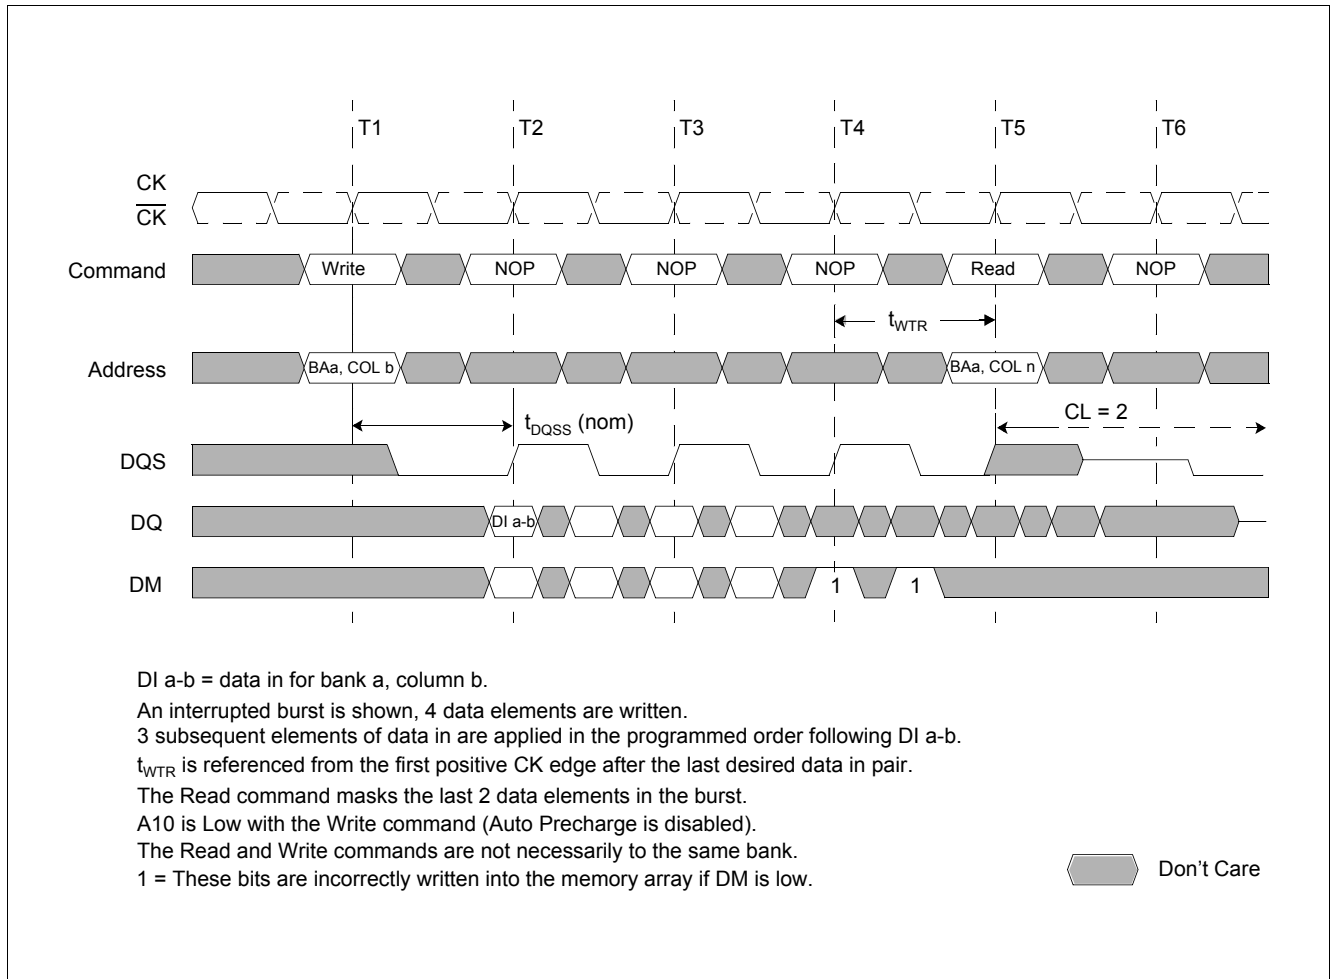 T1 T2 T3 T4 T5 T6
CK
CK
Command Write NOP NOP NOP Read NOP
tWTR
Address BAa, COL b BAa, COL n
tDQSS (nom) CL = 2
DQS
DQ DI a-b
DM 1 1
DI a-b = data in for bank a, column b.
An interrupted burst is shown, 4 data elements are written.
3 subsequent elements of data in are applied in the programmed order following DI a-b.
tWTR is referenced from the first positive CK edge after the last desired data in pair.
The Read command masks the last 2 data elements in the burst.
A10 is Low with the Write command (Auto Precharge is disabled).
The Read and Write commands are not necessarily to the same bank.
1 = These bits are incorrectly written into the memory array if DM is low.
Don't Care